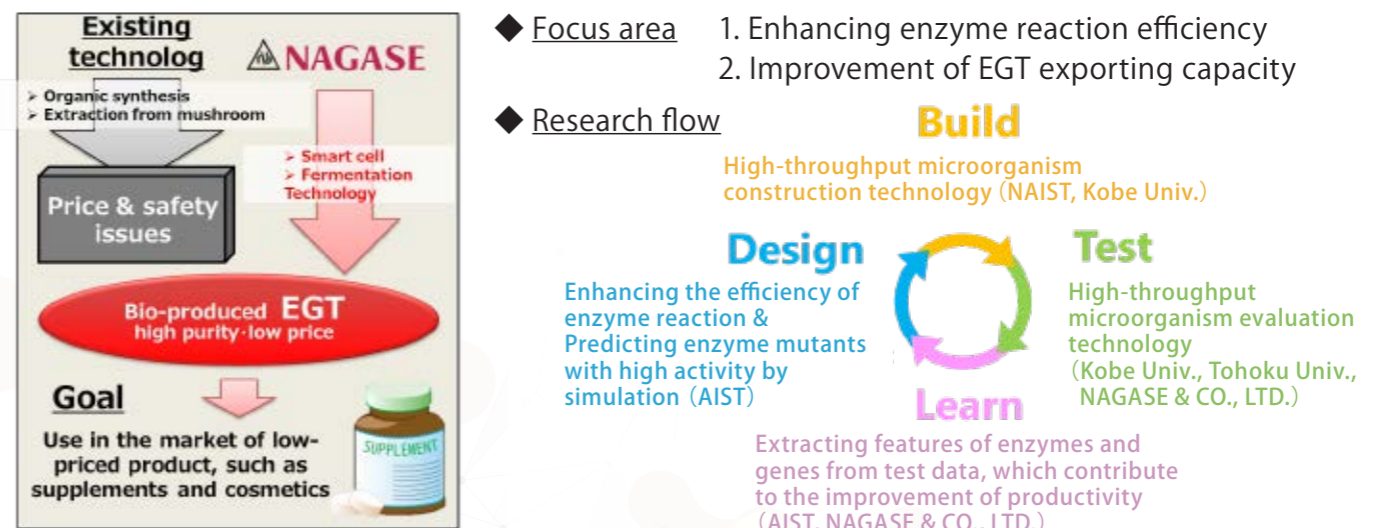 Existing
technolog
NAGASE
➢ Organic synthesis
➢ Extraction from mushroom
➢ Smart cell
➢ Fermentation
Technology
Price & safety
issues
Bio-produced EGT
high purity·low price
Goal
Use in the market of low-
priced product, such as
supplements and cosmetics
SUPPLEMENT
◆ Focus area 1. Enhancing enzyme reaction efficiency
2. Improvement of EGT exporting capacity
◆ Research flow
Build
High-throughput microorganism
construction technology (NAIST, Kobe Univ.)
Design
Enhancing the efficiency of
enzyme reaction &
Predicting enzyme mutants
with high activity by
simulation (AIST)
Test
High-throughput
microorganism evaluation
technology
(Kobe Univ., Tohoku Univ.,
NAGASE & CO., LTD.)
Learn
Extracting features of enzymes and
genes from test data, which contribute
to the improvement of productivity
(AIST, NAGASE & CO., LTD.)